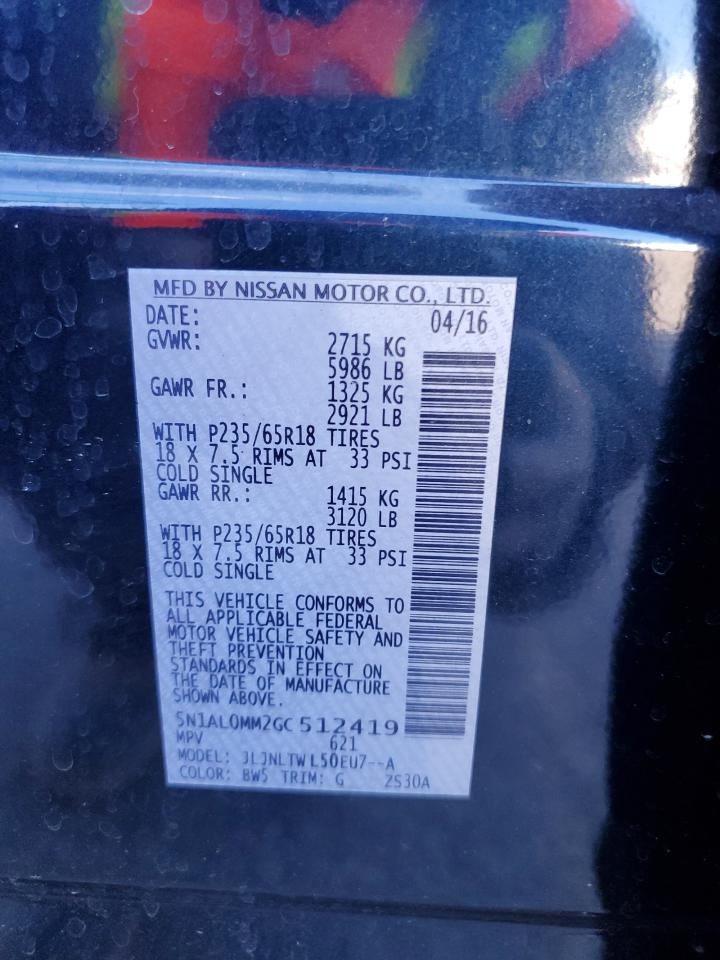 MFD BY NISSAN MOTOR CO., LTD.
DATE: 04/16
GVWR: 2715 KG
5986 LB
GAWR FR.: 1325 KG
2921 LB
WITH P235/65R18 TIRES
18 X 7.5 RIMS AT 33 PSI
COLD SINGLE
GAWR RR.: 1415 KG
3120 LB
WITH P235/65R18 TIRES
18 X 7.5 RIMS AT 33 PSI
COLD SINGLE
THIS VEHICLE CONFORMS TO
ALL APPLICABLE FEDERAL
MOTOR VEHICLE SAFETY AND
THEFT PREVENTION
STANDARDS IN EFFECT ON
THE DATE OF MANUFACTURE
SHOWN ABOVE.
5N1AL0MM2GC 512419
MPV 621
MODEL: JLJNLTW L50EU7--A
COLOR: BW5 TRIM: G 2S30A